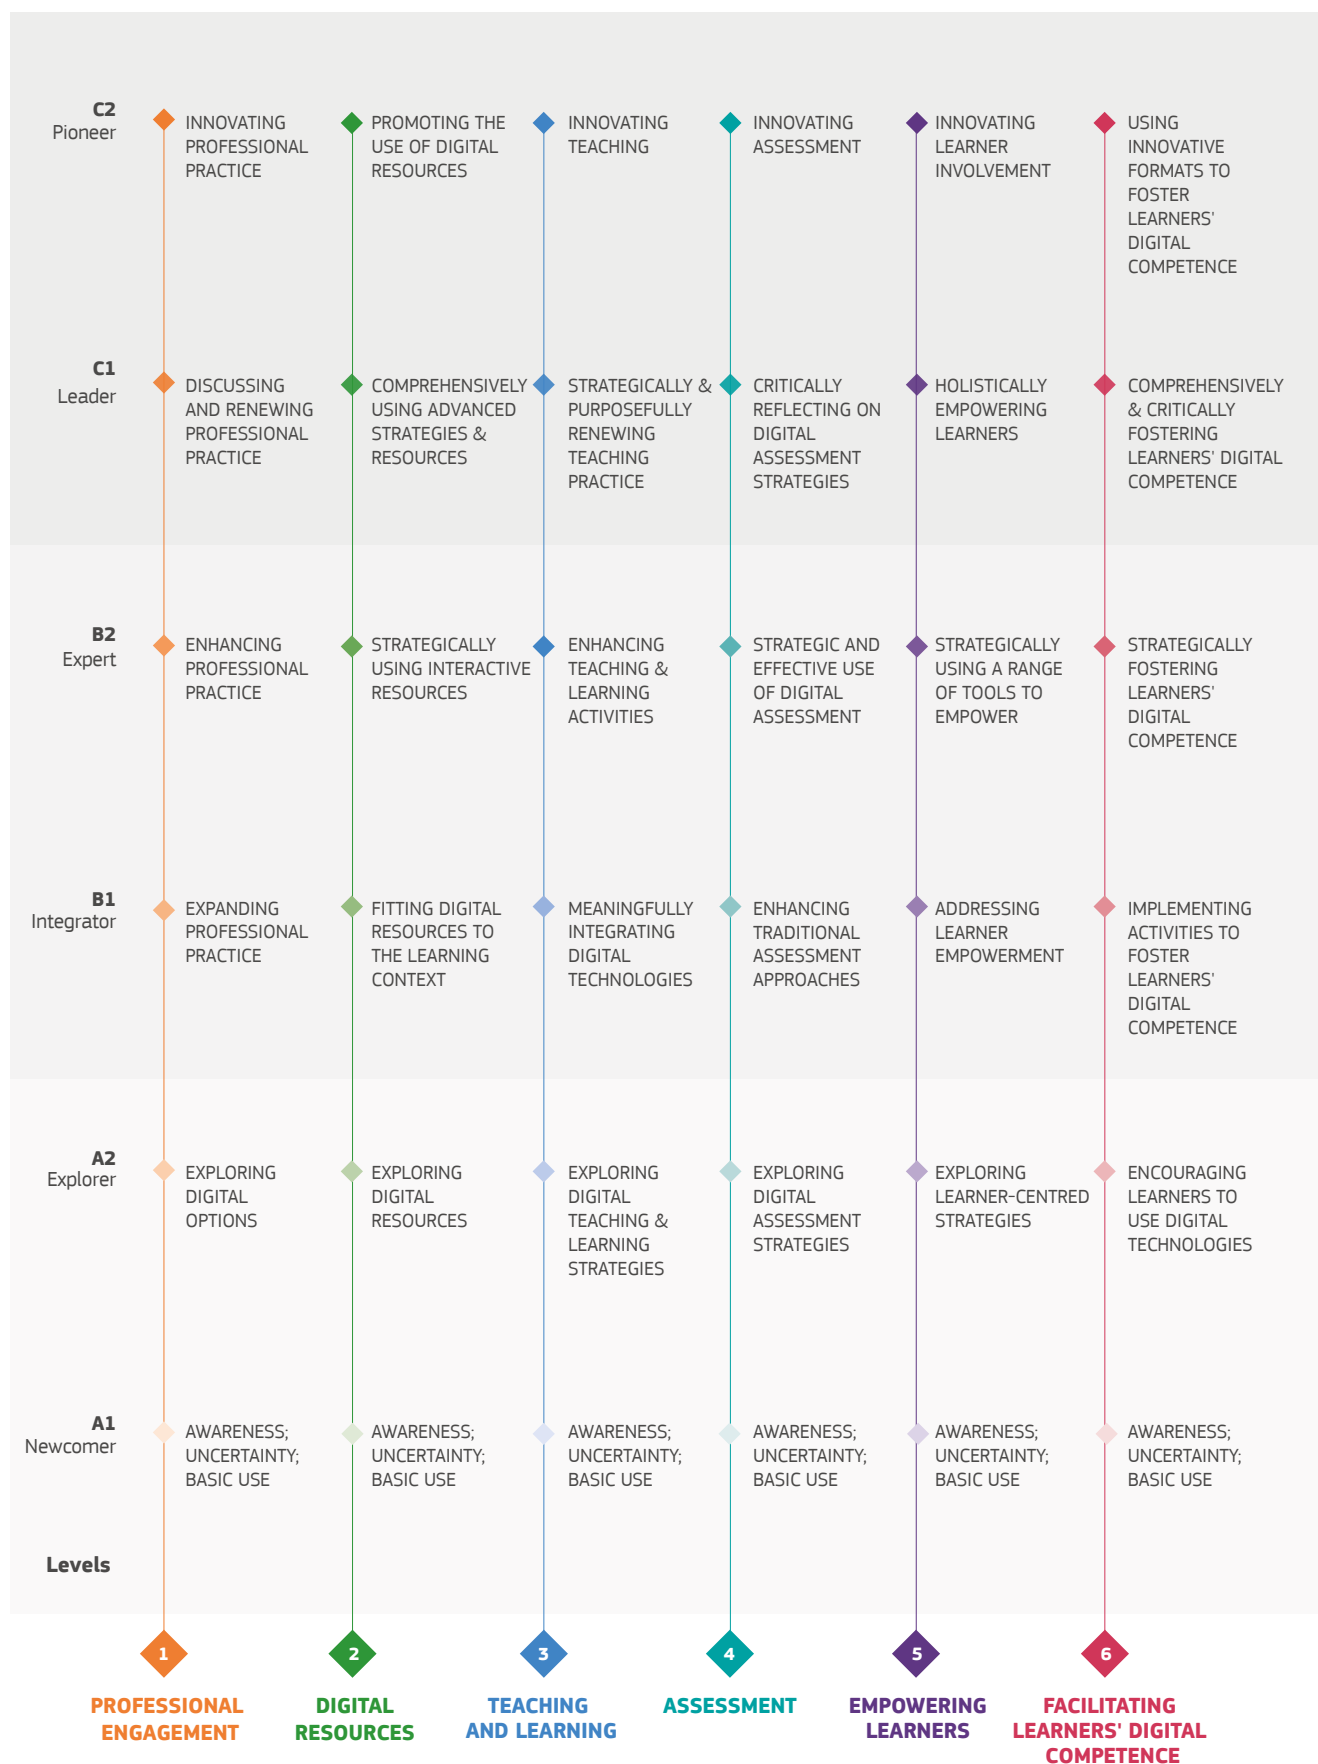 C2
Pioneer
INNOVATING
PROFESSIONAL
PRACTICE
PROMOTING THE
USE OF DIGITAL
RESOURCES
INNOVATING
TEACHING
INNOVATING
ASSESSMENT
INNOVATING
LEARNER
INVOLVEMENT
USING
INNOVATIVE
FORMATS TO
FOSTER
LEARNERS'
DIGITAL
COMPETENCE
C1
Leader
DISCUSSING
AND RENEWING
PROFESSIONAL
PRACTICE
COMPREHENSIVELY
USING ADVANCED
STRATEGIES &
RESOURCES
STRATEGICALLY &
PURPOSEFULLY
RENEWING
TEACHING
PRACTICE
CRITICALLY
REFLECTING ON
DIGITAL
ASSESSMENT
STRATEGIES
HOLISTICALLY
EMPOWERING
LEARNERS
COMPREHENSIVELY
& CRITICALLY
FOSTERING
LEARNERS' DIGITAL
COMPETENCE
B2
Expert
ENHANCING
PROFESSIONAL
PRACTICE
STRATEGICALLY
USING INTERACTIVE
RESOURCES
ENHANCING
TEACHING &
LEARNING
ACTIVITIES
STRATEGIC AND
EFFECTIVE USE
OF DIGITAL
ASSESSMENT
STRATEGICALLY
USING A RANGE
OF TOOLS TO
EMPOWER
STRATEGICALLY
FOSTERING
LEARNERS'
DIGITAL
COMPETENCE
B1
Integrator
EXPANDING
PROFESSIONAL
PRACTICE
FITTING DIGITAL
RESOURCES TO
THE LEARNING
CONTEXT
MEANINGFULLY
INTEGRATING
DIGITAL
TECHNOLOGIES
ENHANCING
TRADITIONAL
ASSESSMENT
APPROACHES
ADDRESSING
LEARNER
EMPOWERMENT
IMPLEMENTING
ACTIVITIES TO
FOSTER
LEARNERS'
DIGITAL
COMPETENCE
A2
Explorer
EXPLORING
DIGITAL
OPTIONS
EXPLORING
DIGITAL
RESOURCES
EXPLORING
DIGITAL
TEACHING &
LEARNING
STRATEGIES
EXPLORING
DIGITAL
ASSESSMENT
STRATEGIES
EXPLORING
LEARNER-CENTRED
STRATEGIES
ENCOURAGING
LEARNERS TO
USE DIGITAL
TECHNOLOGIES
A1
Newcomer
AWARENESS;
UNCERTAINTY;
BASIC USE
AWARENESS;
UNCERTAINTY;
BASIC USE
AWARENESS;
UNCERTAINTY;
BASIC USE
AWARENESS;
UNCERTAINTY;
BASIC USE
AWARENESS;
UNCERTAINTY;
BASIC USE
AWARENESS;
UNCERTAINTY;
BASIC USE
Levels
1
PROFESSIONAL
ENGAGEMENT
2
DIGITAL
RESOURCES
3
TEACHING
AND LEARNING
4
ASSESSMENT
5
EMPOWERING
LEARNERS
6
FACILITATING
LEARNERS' DIGITAL
COMPETENCE